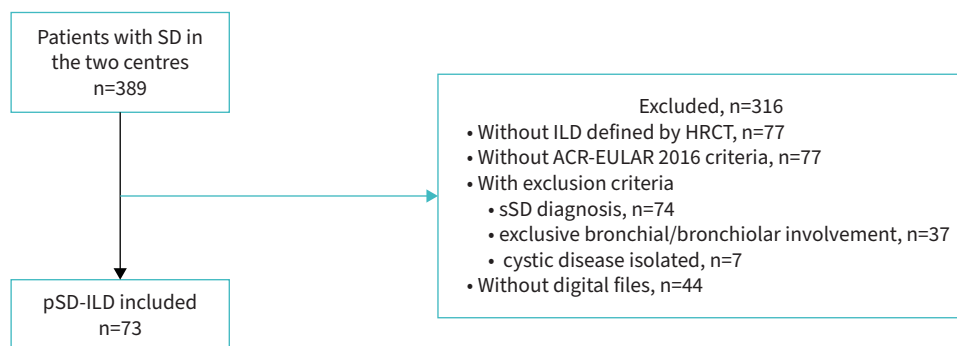 Patients with SD in
the two centres
n=389
Excluded, n=316
• Without ILD defined by HRCT, n=77
• Without ACR-EULAR 2016 criteria, n=77
• With exclusion criteria
• sSD diagnosis, n=74
• exclusive bronchial/bronchiolar involvement, n=37
• cystic disease isolated, n=7
• Without digital files, n=44
pSD-ILD included
n=73